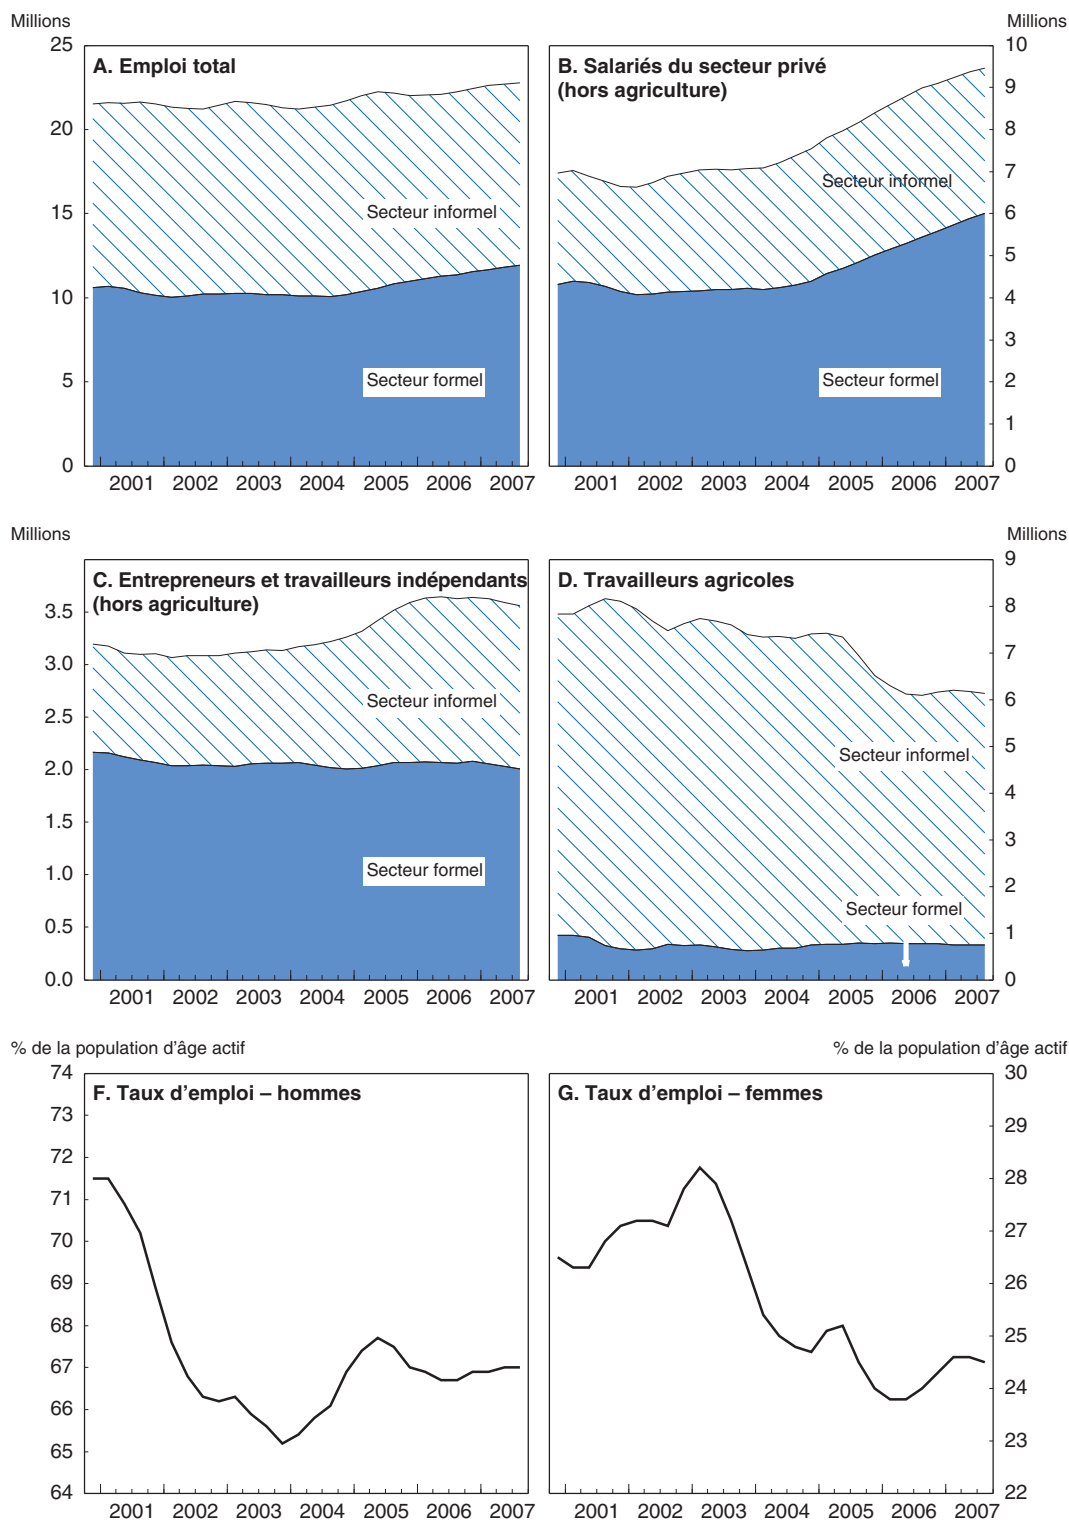 Millions
Millions
25
20
15
10
5
0
A. Emploi total
Secteur informel
Secteur formel
2001 2002 2003 2004 2005 2006 2007
B. Salariés du secteur privé
(hors agriculture)
Secteur informel
Secteur formel
10
9
8
7
6
5
4
3
2
1
0
2001 2002 2003 2004 2005 2006 2007
Millions
Millions
3.5
3.0
2.5
2.0
1.5
1.0
0.5
0.0
C. Entrepreneurs et travailleurs indépendants
(hors agriculture)
Secteur informel
Secteur formel
2001 2002 2003 2004 2005 2006 2007
D. Travailleurs agricoles
Secteur informel
Secteur formel
9
8
7
6
5
4
3
2
1
0
2001 2002 2003 2004 2005 2006 2007
% de la population d'âge actif
% de la population d'âge actif
74
73
72
71
70
69
68
67
66
65
64
F. Taux d'emploi – hommes
2001 2002 2003 2004 2005 2006 2007
G. Taux d'emploi – femmes
30
29
28
27
26
25
24
23
22
2001 2002 2003 2004 2005 2006 2007